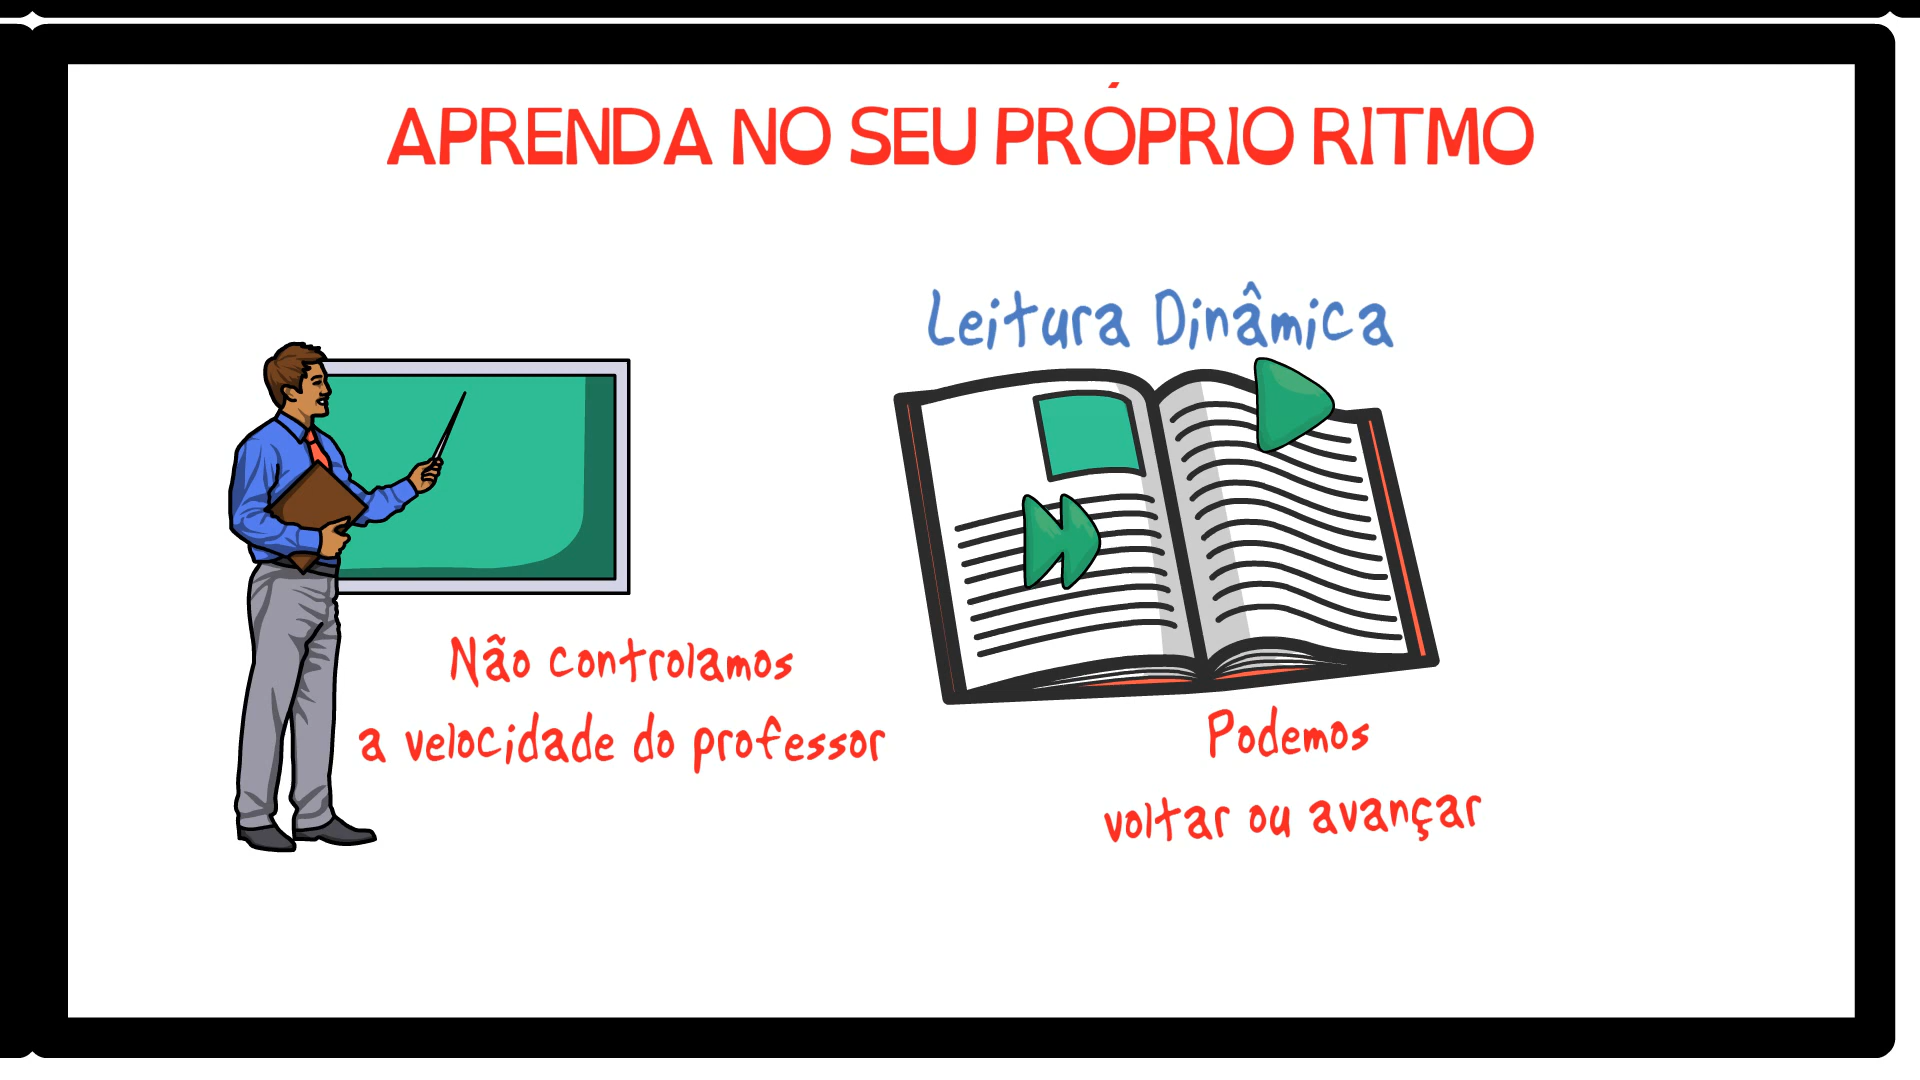 APRENDA NO SEU PRÓPRIO RITMO
Leitura Dinâmica
Não controlamos
a velocidade do professor
Podemos
voltar ou avançar